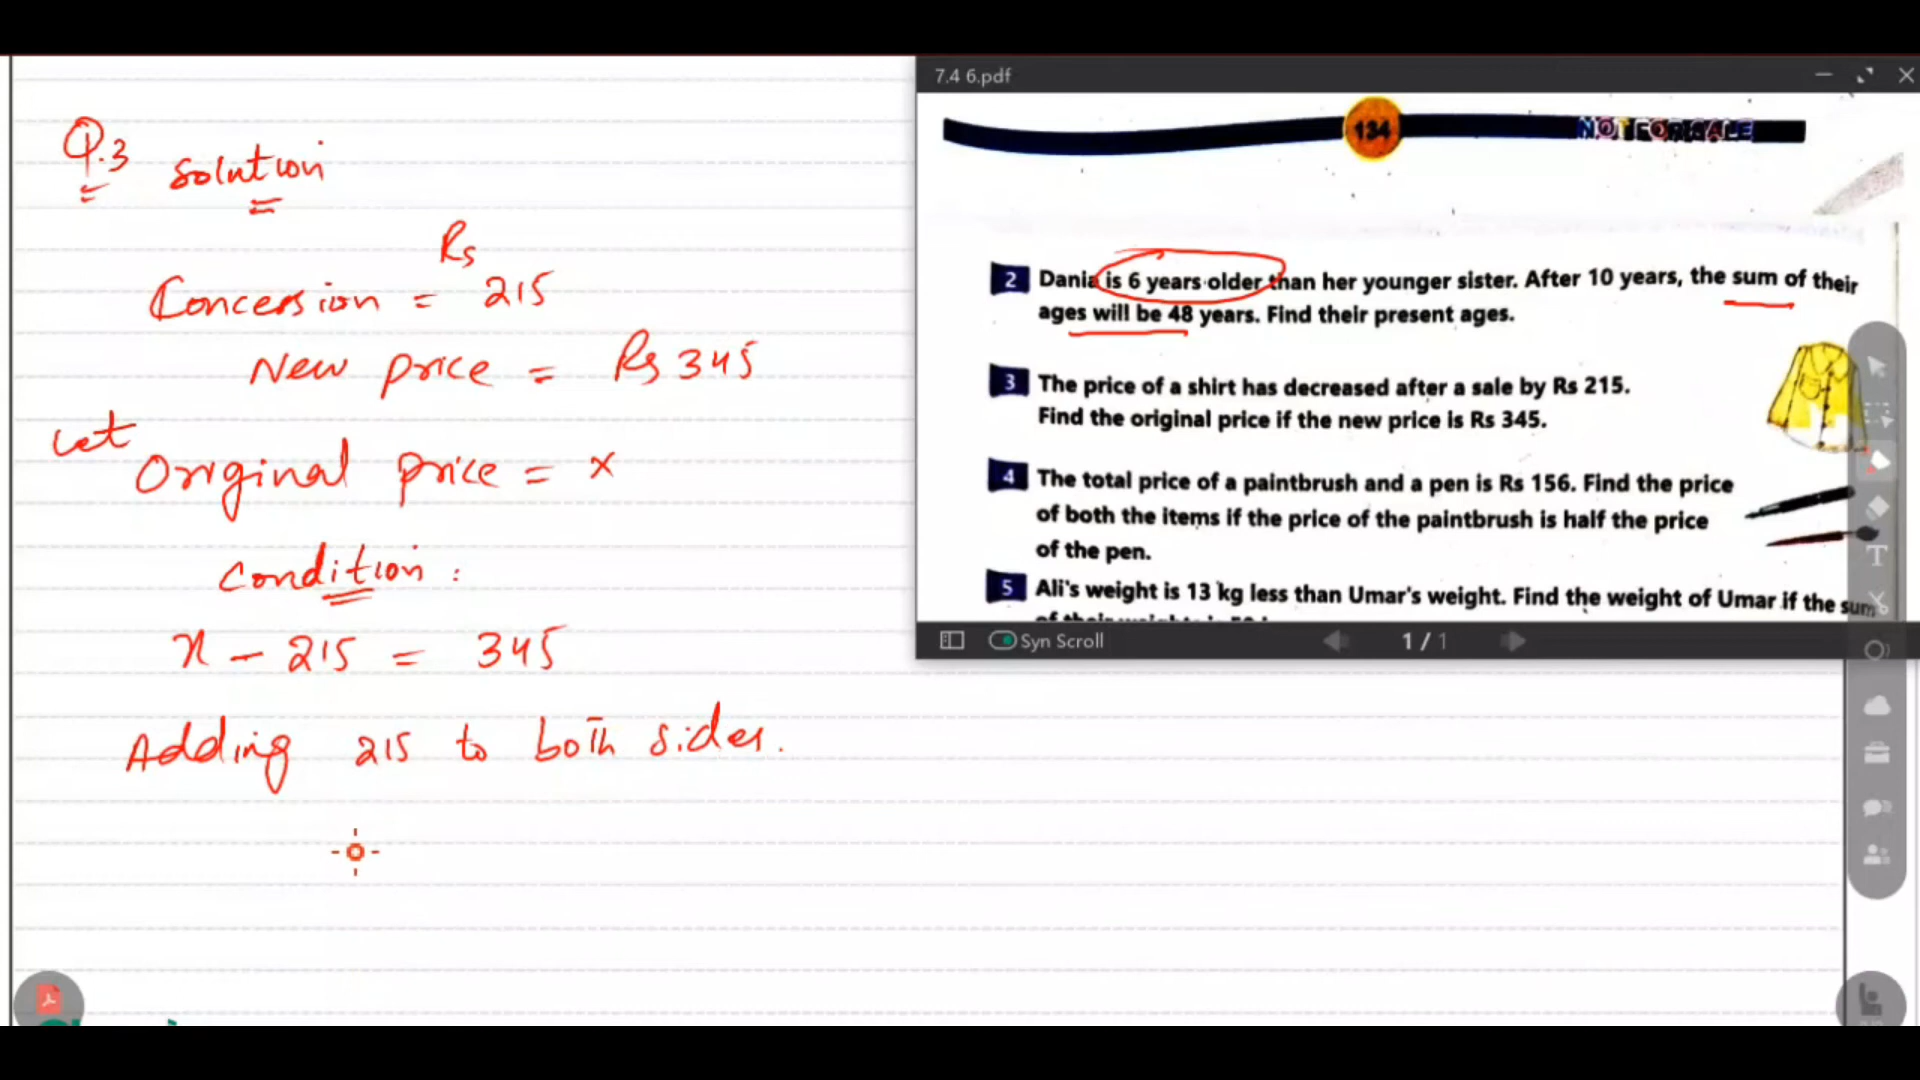 Q.3 solution
Rs
Concession = 215
New price = Rs 345
Let
Original price = x
condition :
x - 215 = 345
Adding 215 to both sides.
7.4 6.pdf
134
NOT FOR SALE
2 Dania is 6 years older than her younger sister. After 10 years, the sum of their
ages will be 48 years. Find their present ages.
3 The price of a shirt has decreased after a sale by Rs 215.
Find the original price if the new price is Rs 345.
4 The total price of a paintbrush and a pen is Rs 156. Find the price
of both the items if the price of the paintbrush is half the price
of the pen.
5 Ali's weight is 13 kg less than Umar's weight. Find the weight of Umar if the sum
Syn Scroll
1 / 1